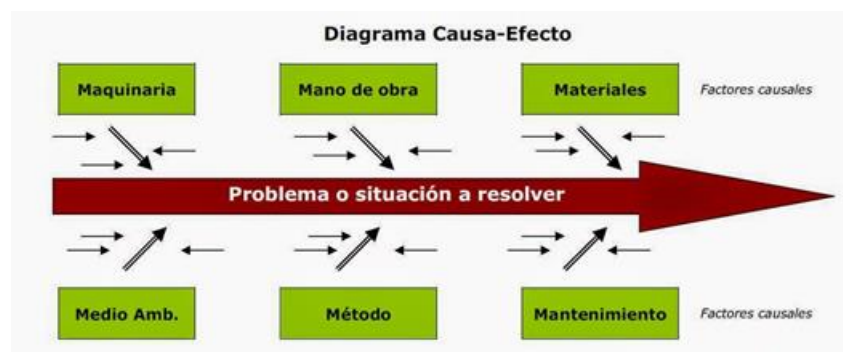 Diagrama Causa-Efecto
Maquinaria
Mano de obra
Materiales
Factores causales
Problema o situación a resolver
Medio Amb.
Método
Mantenimiento
Factores causales